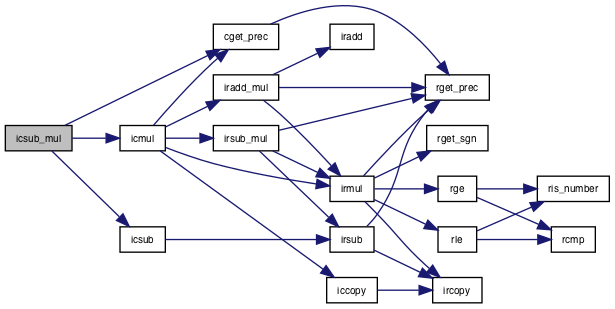 cget_prec
iradd
iradd_mul
rget_prec
icsub_mul
icmul
irsub_mul
rget_sgn
irmul
rge
ris_number
icsub
irsub
rle
rcmp
iccopy
ircopy